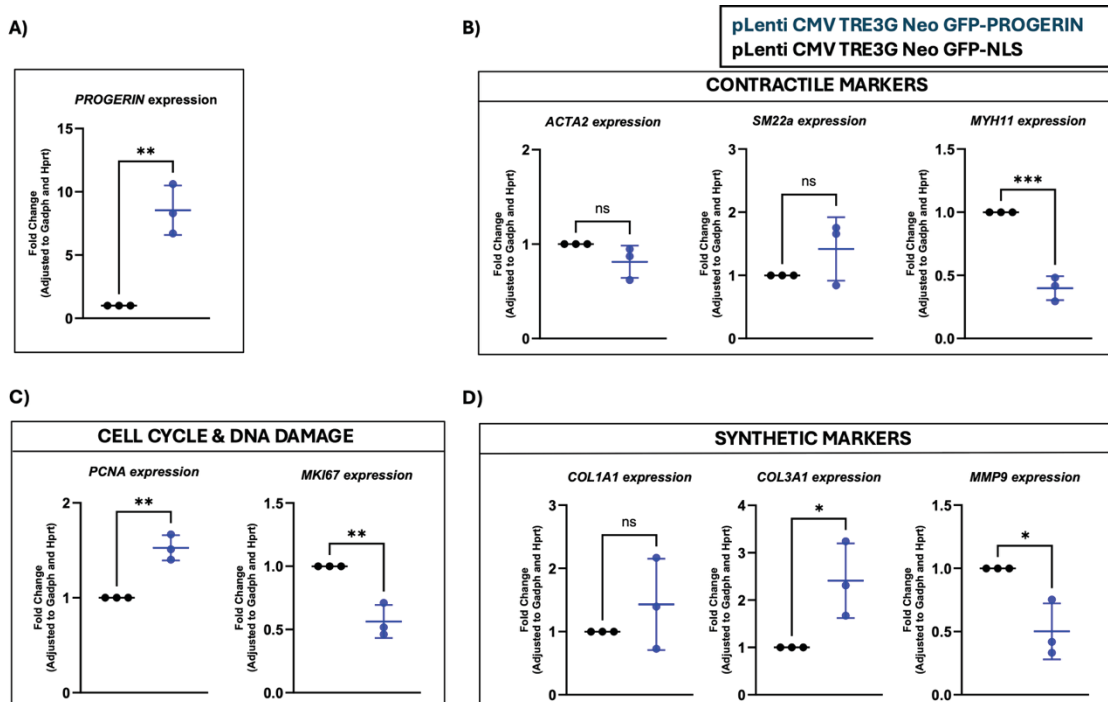 A)
B)
pLenti CMV TRE3G Neo GFP-PROGERIN
pLenti CMV TRE3G Neo GFP-NLS
PROGERIN expression
Fold Change
(Adjusted to Gadph and Hprt)
15
10
5
0
**
CONTRACTILE MARKERS
ACTA2 expression
Fold Change
(Adjusted to Gadph and Hprt)
2
1
0
ns
SM22a expression
Fold Change
(Adjusted to Gadph and Hprt)
3
2
1
0
ns
MYH11 expression
Fold Change
(Adjusted to Gadph and Hprt)
1.5
1.0
0.5
0.0
***
C)
D)
CELL CYCLE & DNA DAMAGE
PCNA expression
Fold Change
(Adjusted to Gadph and Hprt)
2
1
0
**
MKI67 expression
Fold Change
(Adjusted to Gadph and Hprt)
1.5
1.0
0.5
0.0
**
SYNTHETIC MARKERS
COL1A1 expression
Fold Change
(Adjusted to Gadph and Hprt)
3
2
1
0
ns
COL3A1 expression
Fold Change
(Adjusted to Gadph and Hprt)
4
3
2
1
0
*
MMP9 expression
Fold Change
(Adjusted to Gadph and Hprt)
1.5
1.0
0.5
0.0
*